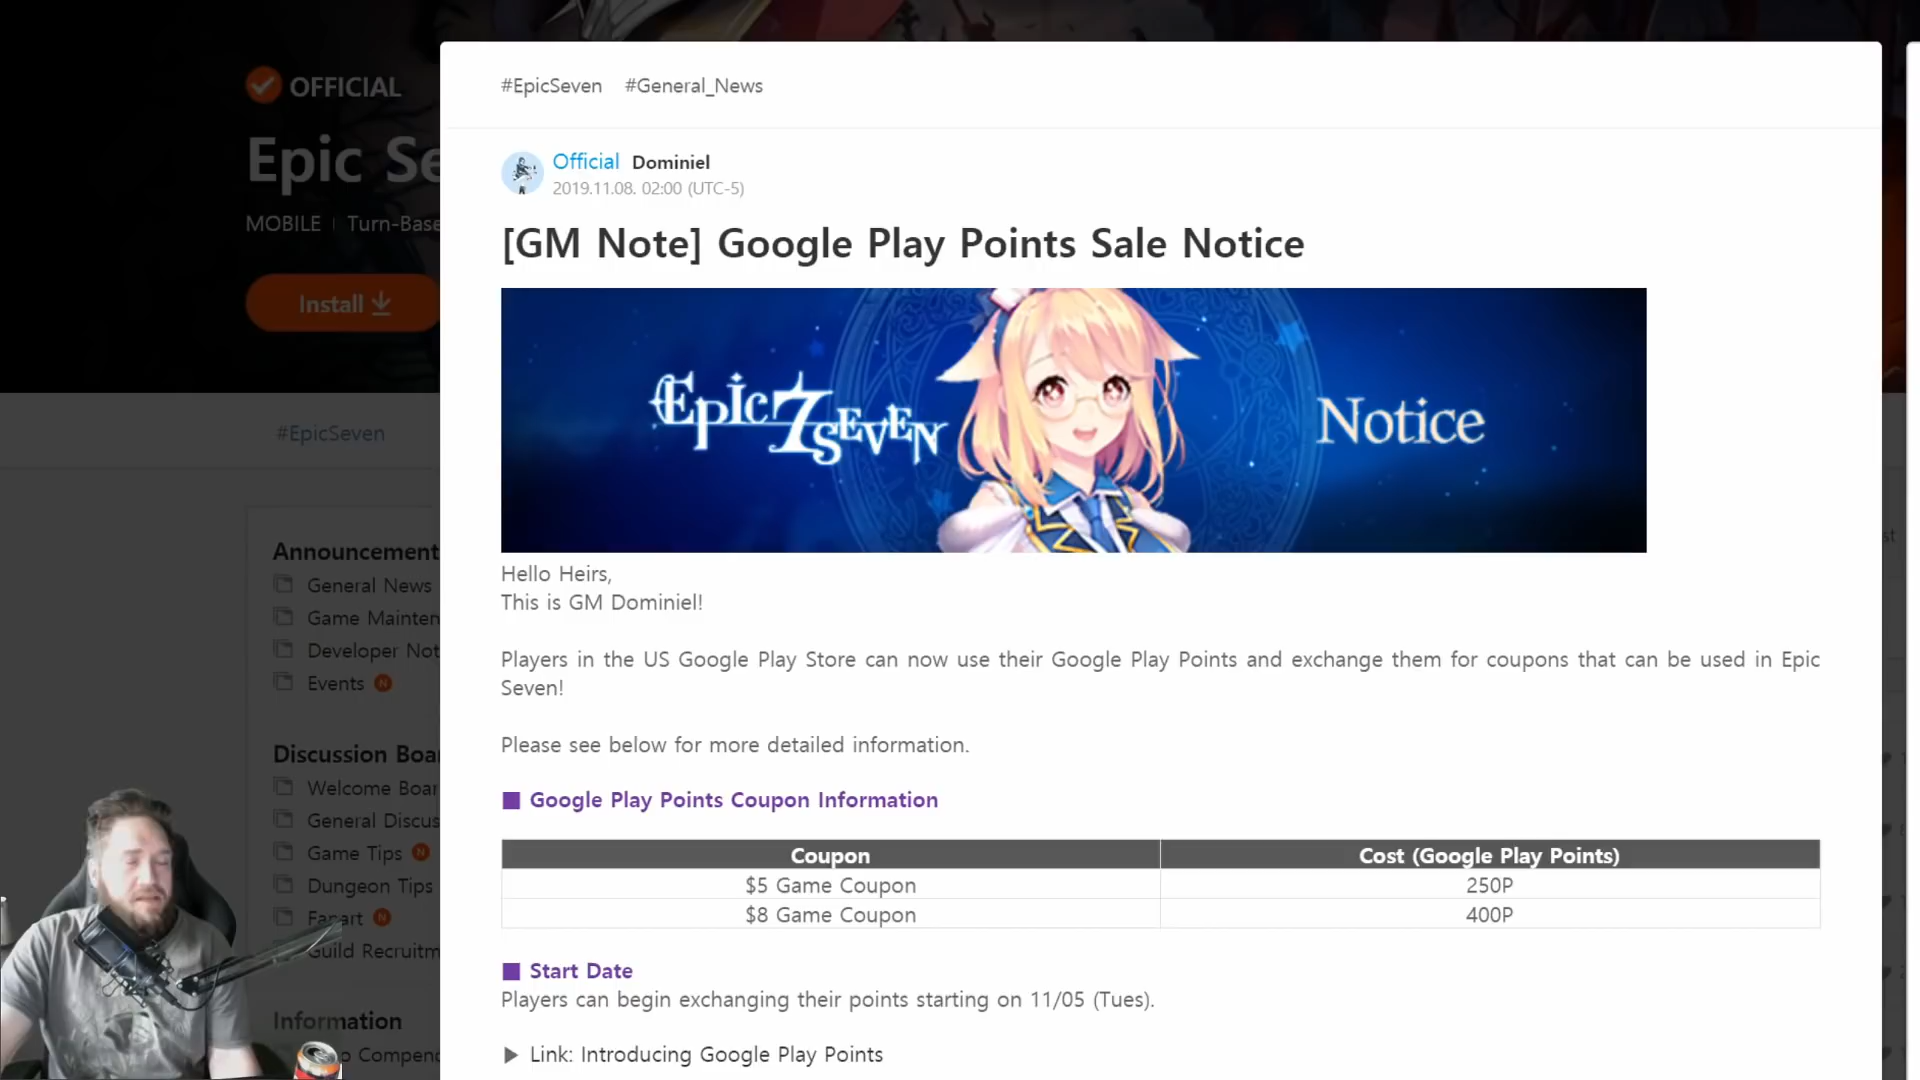 OFFICIAL
Epic Se
MOBILE | Turn-Base
Install
#EpicSeven
Announcement
General News
Game Mainten
Developer Not
Events N
Discussion Boa
Welcome Boar
General Discus
Game Tips N
Dungeon Tips
Fanart N
Guild Recruitm
Information
Compend
#EpicSeven #General_News
Official Dominiel
2019.11.08. 02:00 (UTC-5)
[GM Note] Google Play Points Sale Notice
Epic 7 SEVEN Notice
Hello Heirs,
This is GM Dominiel!
Players in the US Google Play Store can now use their Google Play Points and exchange them for coupons that can be used in Epic
Seven!
Please see below for more detailed information.
■ Google Play Points Coupon Information
Coupon Cost (Google Play Points)
$5 Game Coupon 250P
$8 Game Coupon 400P
■ Start Date
Players can begin exchanging their points starting on 11/05 (Tues).
▶ Link: Introducing Google Play Points